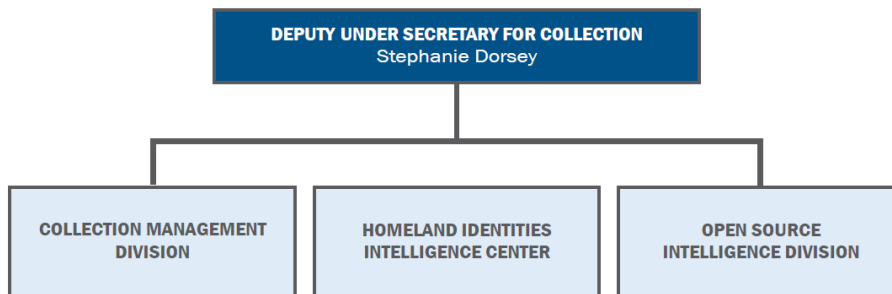 DEPUTY UNDER SECRETARY FOR COLLECTION
Stephanie Dorsey
COLLECTION MANAGEMENT
DIVISION
HOMELAND IDENTITIES
INTELLIGENCE CENTER
OPEN SOURCE
INTELLIGENCE DIVISION